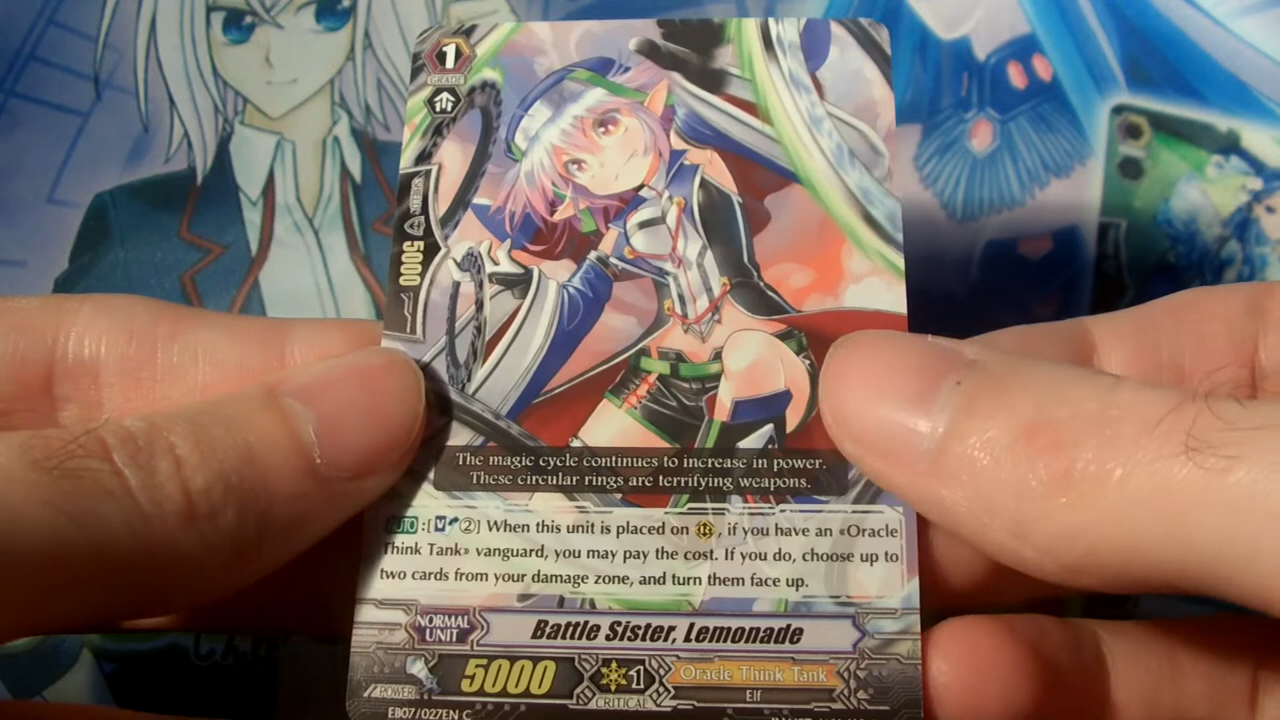 1
GRADE
SHIELD
5000
The magic cycle continues to increase in power.
These circular rings are terrifying weapons.
AUTO :[ V ②] When this unit is placed on , if you have an «Oracle
Think Tank» vanguard, you may pay the cost. If you do, choose up to
two cards from your damage zone, and turn them face up.
NORMAL
UNIT
Battle Sister, Lemonade
POWER
5000
1
CRITICAL
Oracle Think Tank
Elf
EB07/027EN C